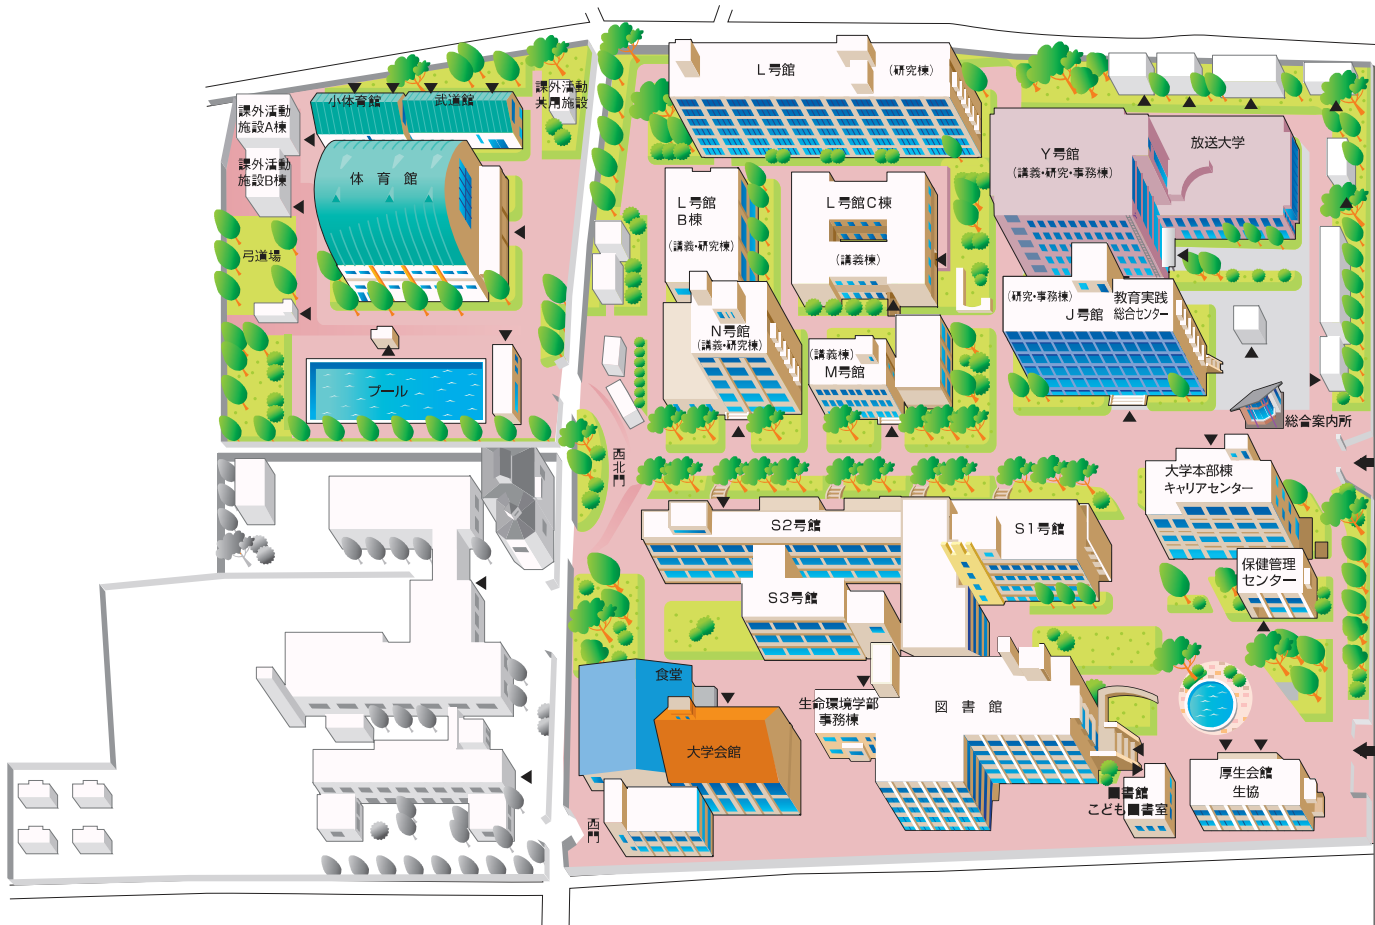 課外活動
施設A棟
小体育館
武道館
課外活動
共用施設
課外活動
施設B棟
体育館
弓道場
プール
L号館
(研究棟)
L号館
B棟
(講義・研究棟)
L号館C棟
(講義棟)
Y号館
(講義・研究・事務棟)
放送大学
N号館
(講義・研究棟)
(講義棟)
M号館
(研究・事務棟)
J号館
教育実践
総合センター
総合案内所
西北門
大学本部棟
キャリアセンター
S2号館
S1号館
保健管理
センター
S3号館
食堂
大学会館
生命環境学部
事務棟
図書館
厚生会館
生協
書館
こども
書室
西門